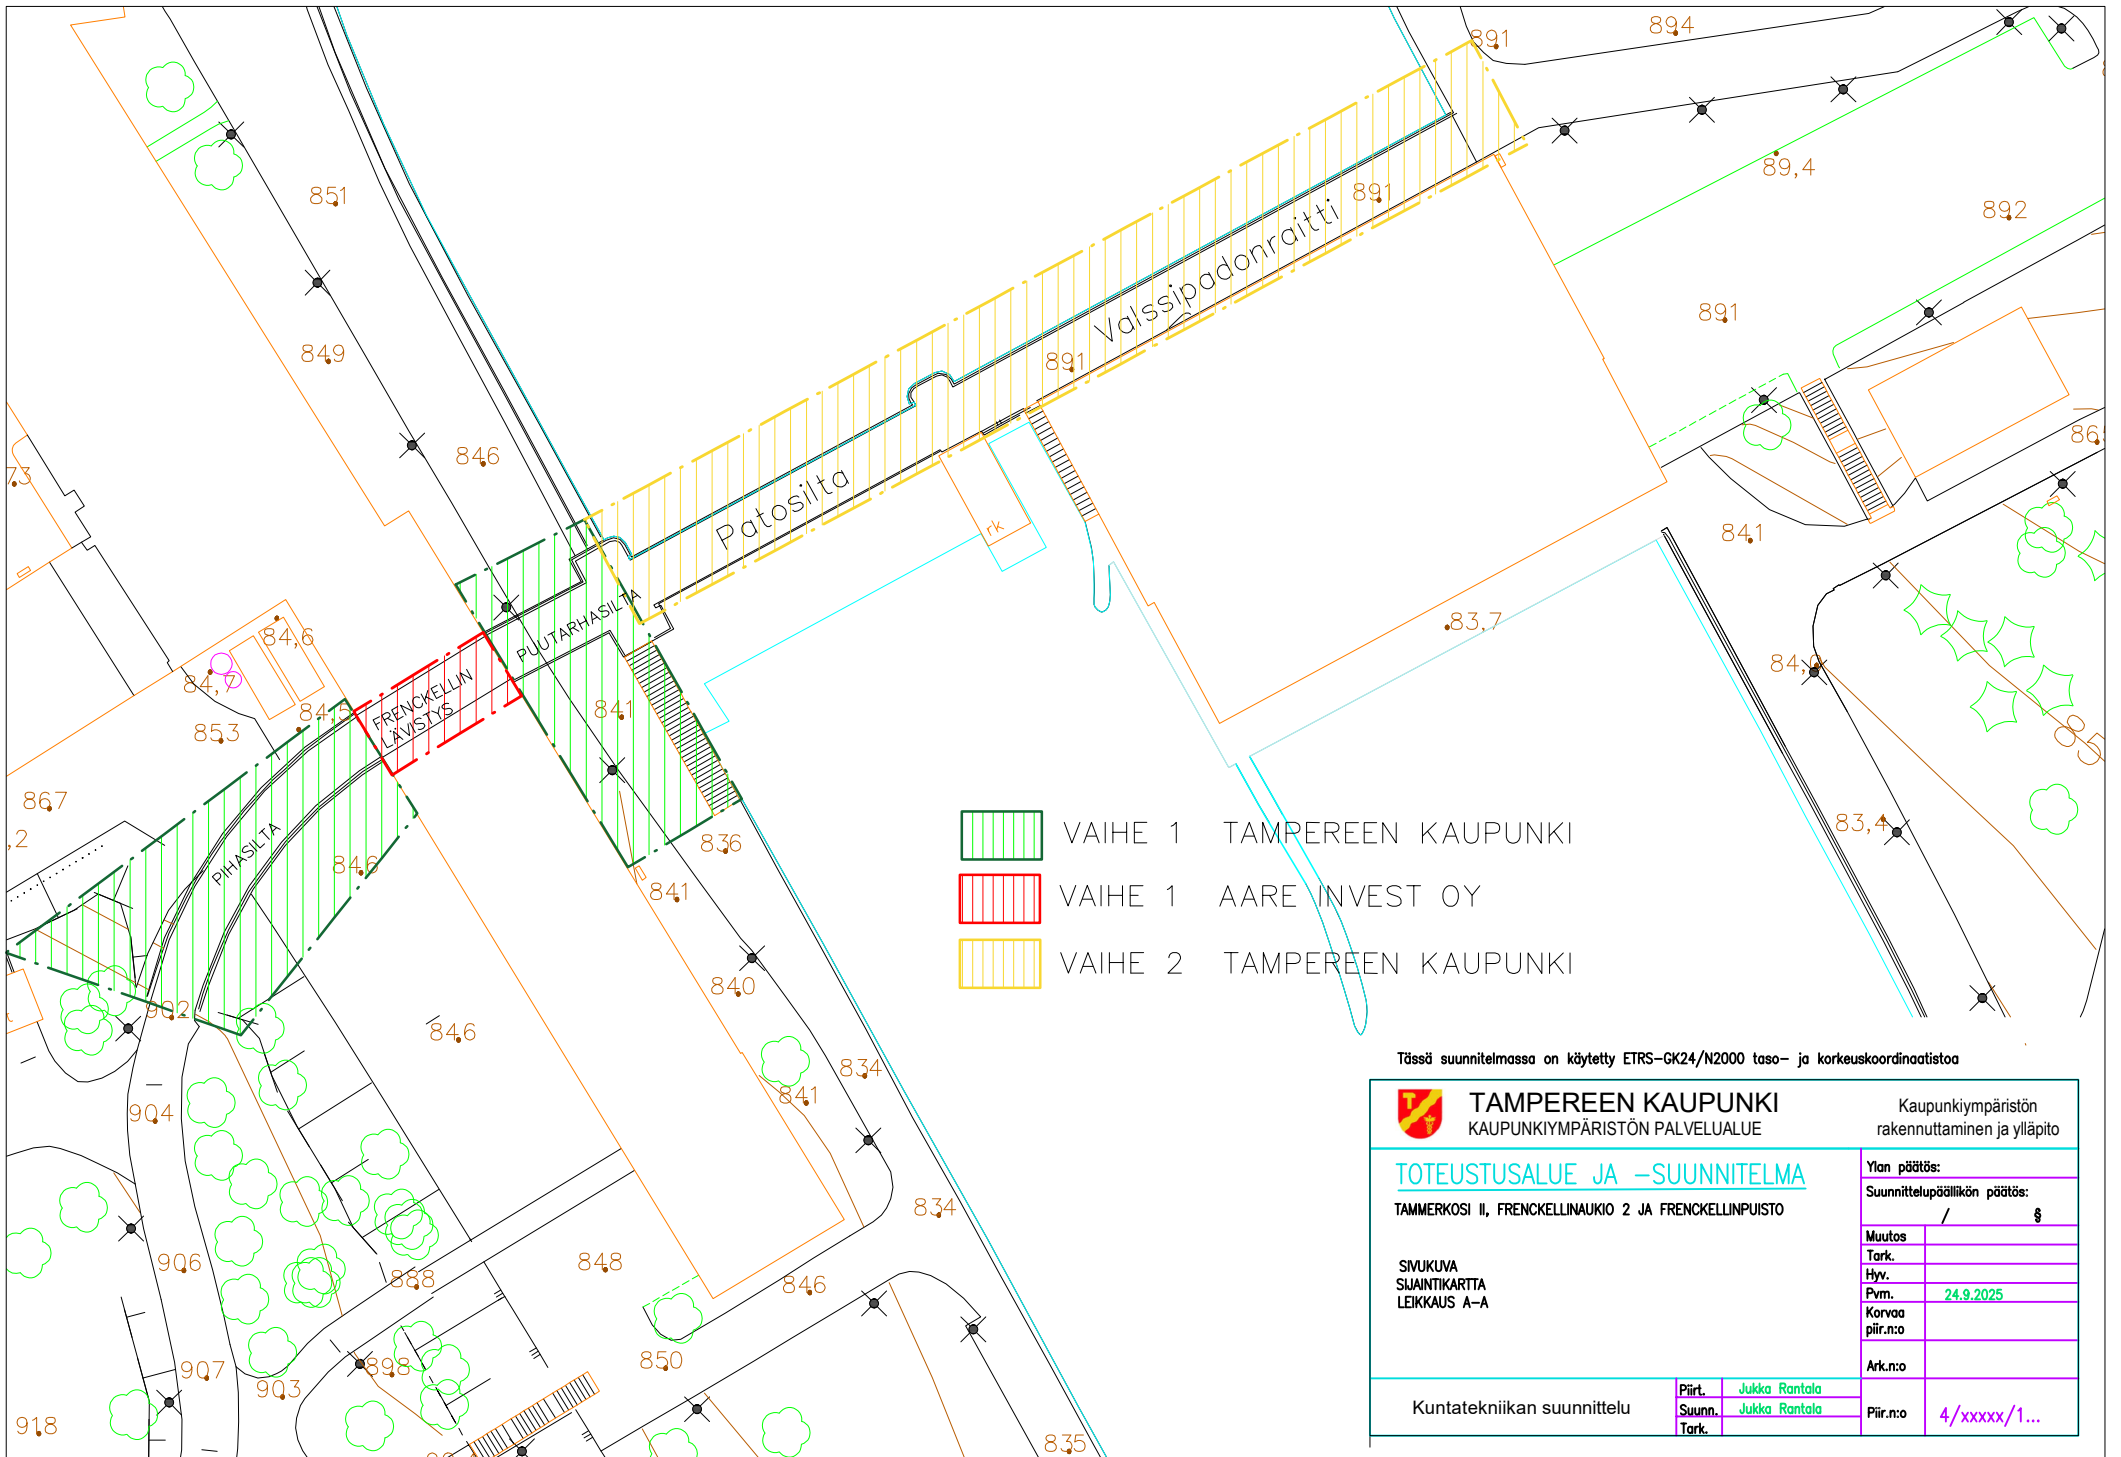 891
894
89,4
892
851
891
891
849
891
846
Valssipadonraitti
Patosilta
rk
73
865
841
PUUTARHASILTA
84,6
84,7
83,7
FRENCKELLIN
LÄVISTYS
84,5
853
841
85
867
,2
PIHASILTA
846
836
83,4
841
VAIHE 1 TAMPEREEN KAUPUNKI
VAIHE 1 AARE INVEST OY
VAIHE 2 TAMPEREEN KAUPUNKI
840
902
846
834
841
904
834
906
888
848
846
907
903
898
850
918
835
Tässä suunnitelmassa on käytetty ETRS-GK24/N2000 taso- ja korkeuskoordinaatistoa
TAMPEREEN KAUPUNKI
KAUPUNKIYMPÄRISTÖN PALVELUALUE
Kaupunkiympäristön
rakennuttaminen ja ylläpito
TOTEUSTUSALUE JA -SUUNNITELMA
TAMMERKOSI II, FRENCKELLINAUKIO 2 JA FRENCKELLINPUISTO
SIVUKUVA
SIJAINTIKARTTA
LEIKKAUS A-A
Ylan päätös:
Suunnittelupäällikön päätös:
/ §
Muutos
Tark.
Hyv.
Pvm. 24.9.2025
Korvaa
piir.n:o
Ark.n:o
Kuntatekniikan suunnittelu
Piirt. Jukka Rantala
Suunn. Jukka Rantala
Tark.
Piir.n:o 4/xxxxx/1...